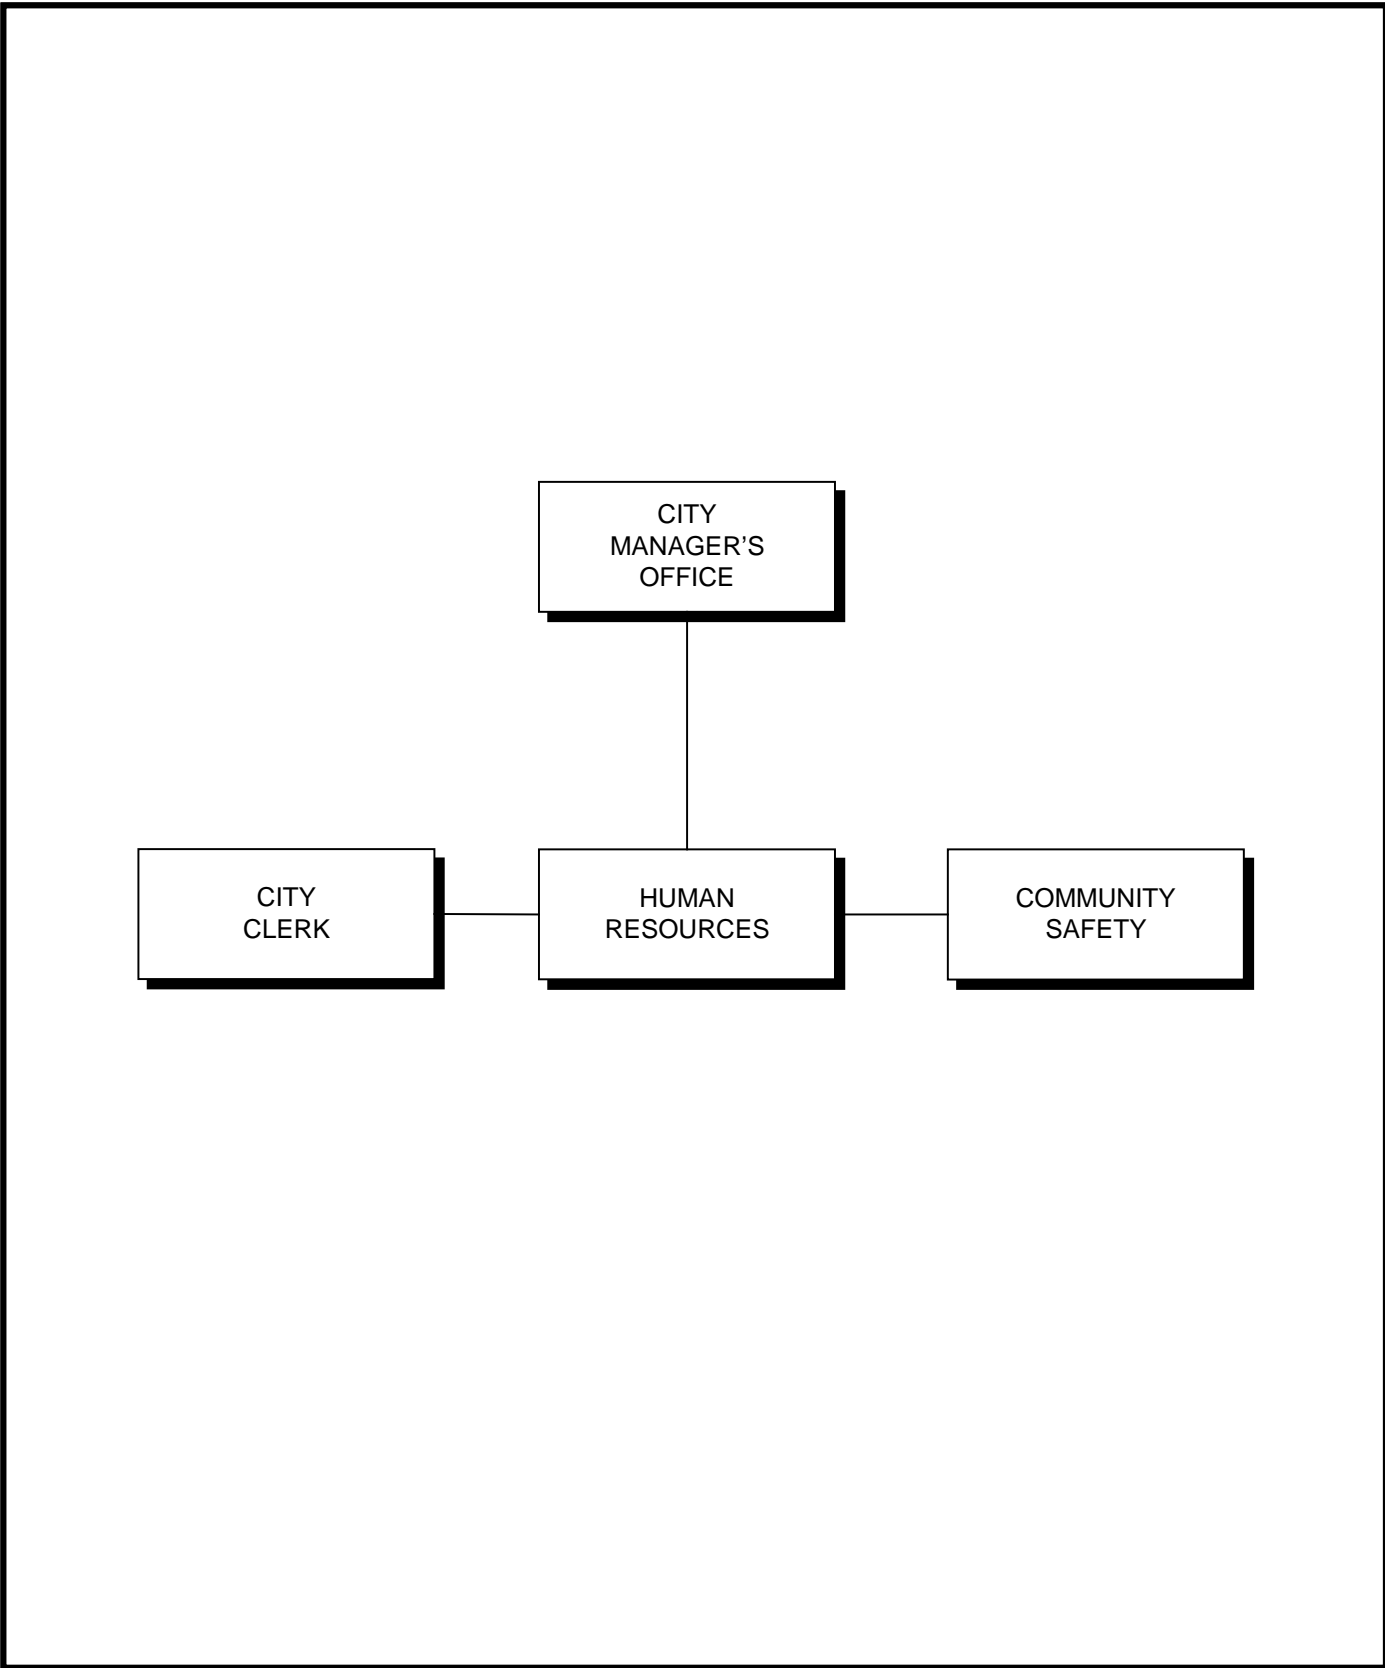 CITY
MANAGER’S
OFFICE
CITY
CLERK
HUMAN
RESOURCES
COMMUNITY
SAFETY